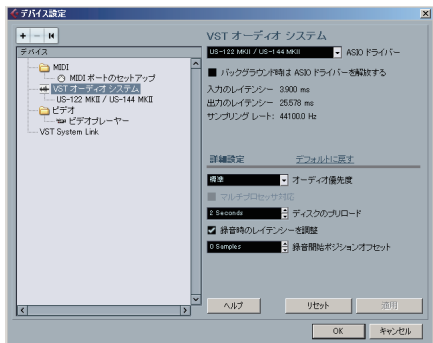 デバイス設定
デバイス
MIDI
MIDI ポートのセットアップ
VST オーディオ システム
US-122 MKII / US-144 MKII
ビデオ
ビデオプレーヤー
VST System Link
VST オーディオ システム
US-122 MKII / US-144 MKII
ASIO ドライバー
バックグラウンド時は ASIO ドライバーを解放する
入力のレイテンシー 3.900 ms
出力のレイテンシー 25.578 ms
サンプリング レート: 44100.0 Hz
詳細設定
デフォルトに戻す
標準
オーディオ優先度
マルチプロセッサ対応
2 Seconds
ディスクのプリロード
録音時のレイテンシーを調整
0 Samples
録音開始ポジションオフセット
ヘルプ
リセット
適用
OK
キャンセル